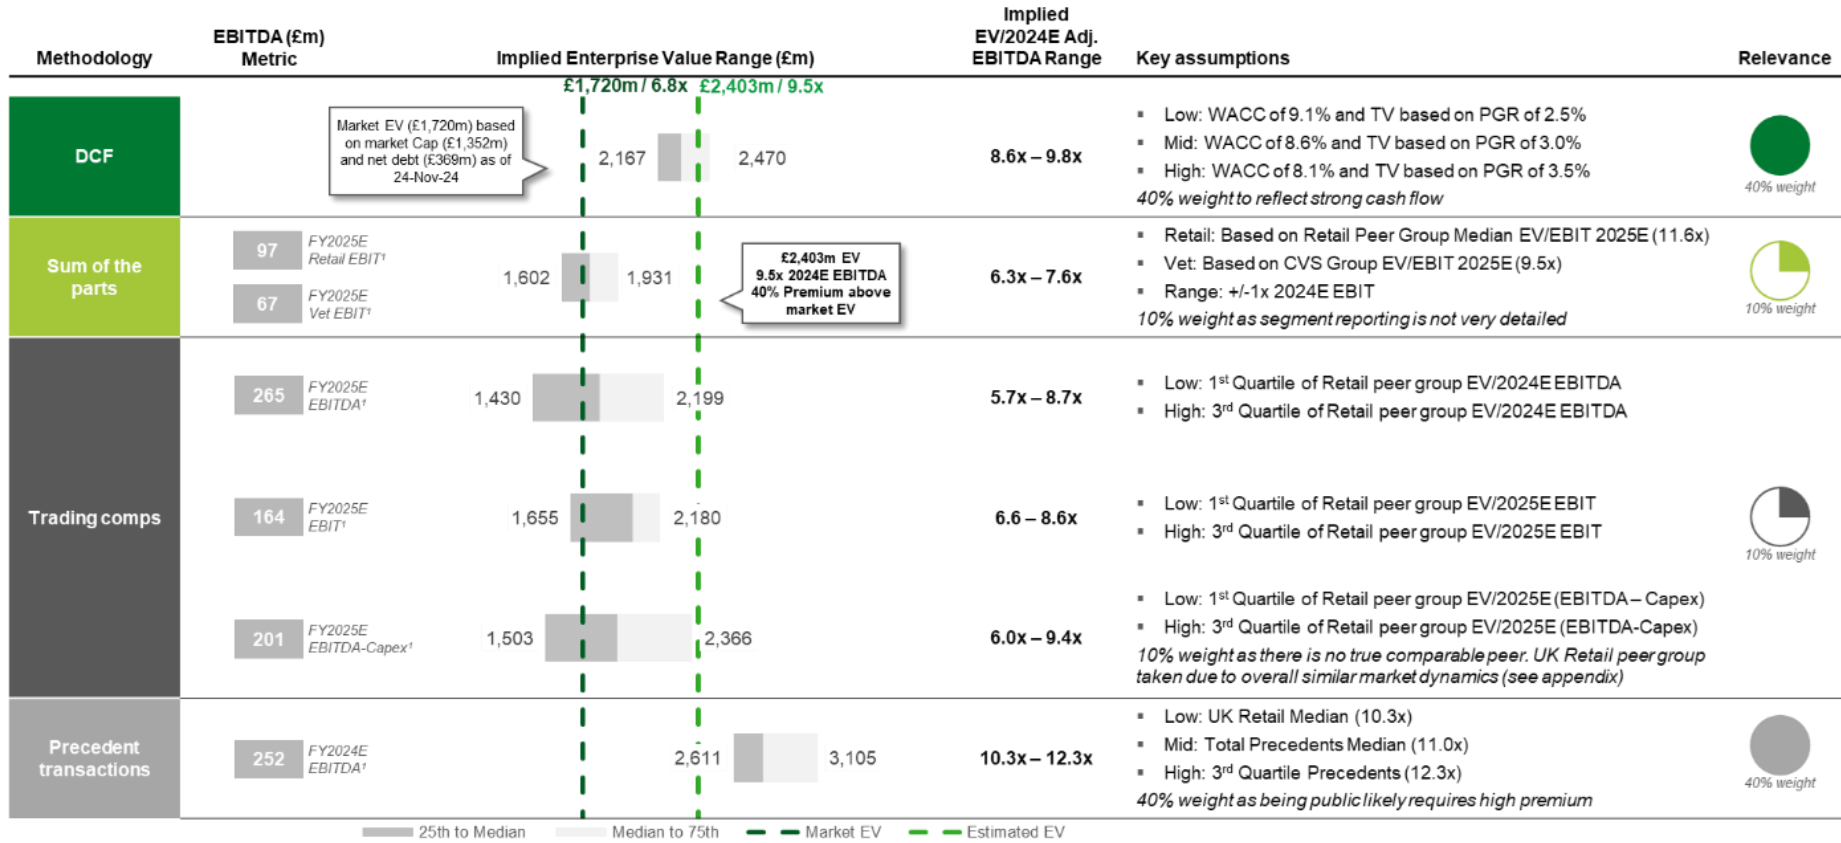 Methodology
EBITDA (£m)
Metric
Implied Enterprise Value Range (£m)
Implied
EV/2024E Adj.
EBITDA Range
Key assumptions
Relevance
£1,720m / 6.8x
£2,403m / 9.5x
DCF
Market EV (£1,720m) based
on market Cap (£1,352m)
and net debt (£369m) as of
24-Nov-24
2,167
2,470
8.6x – 9.8x
▪ Low: WACC of 9.1% and TV based on PGR of 2.5%
▪ Mid: WACC of 8.6% and TV based on PGR of 3.0%
▪ High: WACC of 8.1% and TV based on PGR of 3.5%
40% weight to reflect strong cash flow
40% weight
Sum of the
parts
97
FY2025E
Retail EBIT¹
67
FY2025E
Vet EBIT¹
1,602
1,931
£2,403m EV
9.5x 2024E EBITDA
40% Premium above
market EV
6.3x – 7.6x
▪ Retail: Based on Retail Peer Group Median EV/EBIT 2025E (11.6x)
▪ Vet: Based on CVS Group EV/EBIT 2025E (9.5x)
▪ Range: +/-1x 2024E EBIT
10% weight as segment reporting is not very detailed
10% weight
Trading comps
265
FY2025E
EBITDA¹
1,430
2,199
5.7x – 8.7x
▪ Low: 1st Quartile of Retail peer group EV/2024E EBITDA
▪ High: 3rd Quartile of Retail peer group EV/2024E EBITDA
164
FY2025E
EBIT¹
1,655
2,180
6.6 – 8.6x
▪ Low: 1st Quartile of Retail peer group EV/2025E EBIT
▪ High: 3rd Quartile of Retail peer group EV/2025E EBIT
10% weight
201
FY2025E
EBITDA-Capex¹
1,503
2,366
6.0x – 9.4x
▪ Low: 1st Quartile of Retail peer group EV/2025E (EBITDA – Capex)
▪ High: 3rd Quartile of Retail peer group EV/2025E (EBITDA-Capex)
10% weight as there is no true comparable peer. UK Retail peer group
taken due to overall similar market dynamics (see appendix)
Precedent
transactions
252
FY2024E
EBITDA¹
2,611
3,105
10.3x – 12.3x
▪ Low: UK Retail Median (10.3x)
▪ Mid: Total Precedents Median (11.0x)
▪ High: 3rd Quartile Precedents (12.3x)
40% weight as being public likely requires high premium
40% weight
25th to Median
Median to 75th
Market EV
Estimated EV